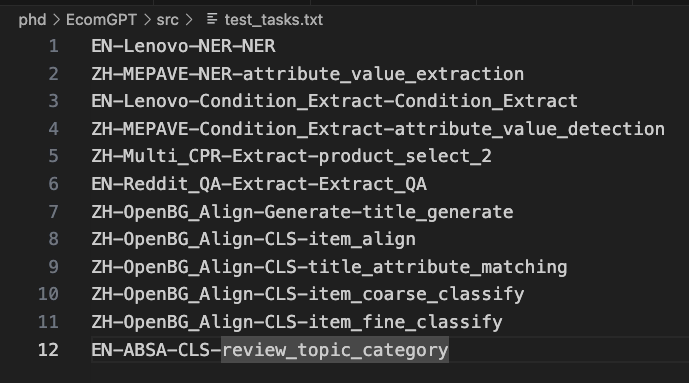 phd > EcomGPT > src > test_tasks.txt
1 EN-Lenovo-NER-NER
2 ZH-MEPAVE-NER-attribute_value_extraction
3 EN-Lenovo-Condition_Extract-Condition_Extract
4 ZH-MEPAVE-Condition_Extract-attribute_value_detection
5 ZH-Multi_CPR-Extract-product_select_2
6 EN-Reddit_QA-Extract-Extract_QA
7 ZH-OpenBG_Align-Generate-title_generate
8 ZH-OpenBG_Align-CLS-item_align
9 ZH-OpenBG_Align-CLS-title_attribute_matching
10 ZH-OpenBG_Align-CLS-item_coarse_classify
11 ZH-OpenBG_Align-CLS-item_fine_classify
12 EN-ABSA-CLS-review_topic_category